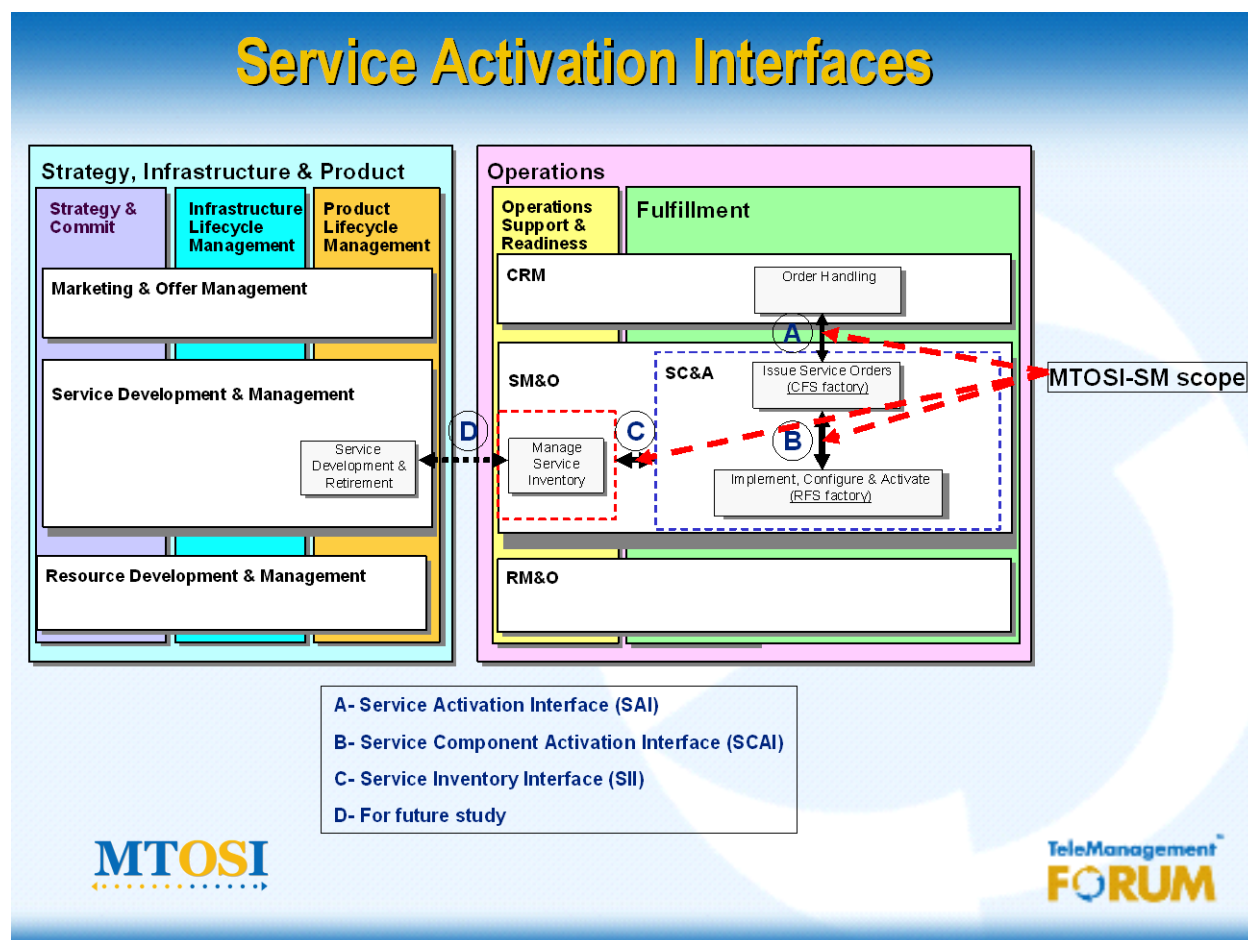 Service Activation Interfaces
Strategy, Infrastructure & Product
Strategy &
Commit
Infrastructure
Lifecycle
Management
Product
Lifecycle
Management
Marketing & Offer Management
Service Development & Management
Service
Development &
Retirement
Resource Development & Management
Operations
Operations
Support &
Readiness
Fulfillment
CRM
Order Handling
A
SM&O
SC&A
Issue Service Orders
(CFS factory)
MTOSI-SM scope
D
Manage
Service
Inventory
C
B
Implement, Configure & Activate
(RFS factory)
RM&O
A- Service Activation Interface (SAI)
B- Service Component Activation Interface (SCAI)
C- Service Inventory Interface (SII)
D- For future study
MTOSI
TeleManagement™
FORUM